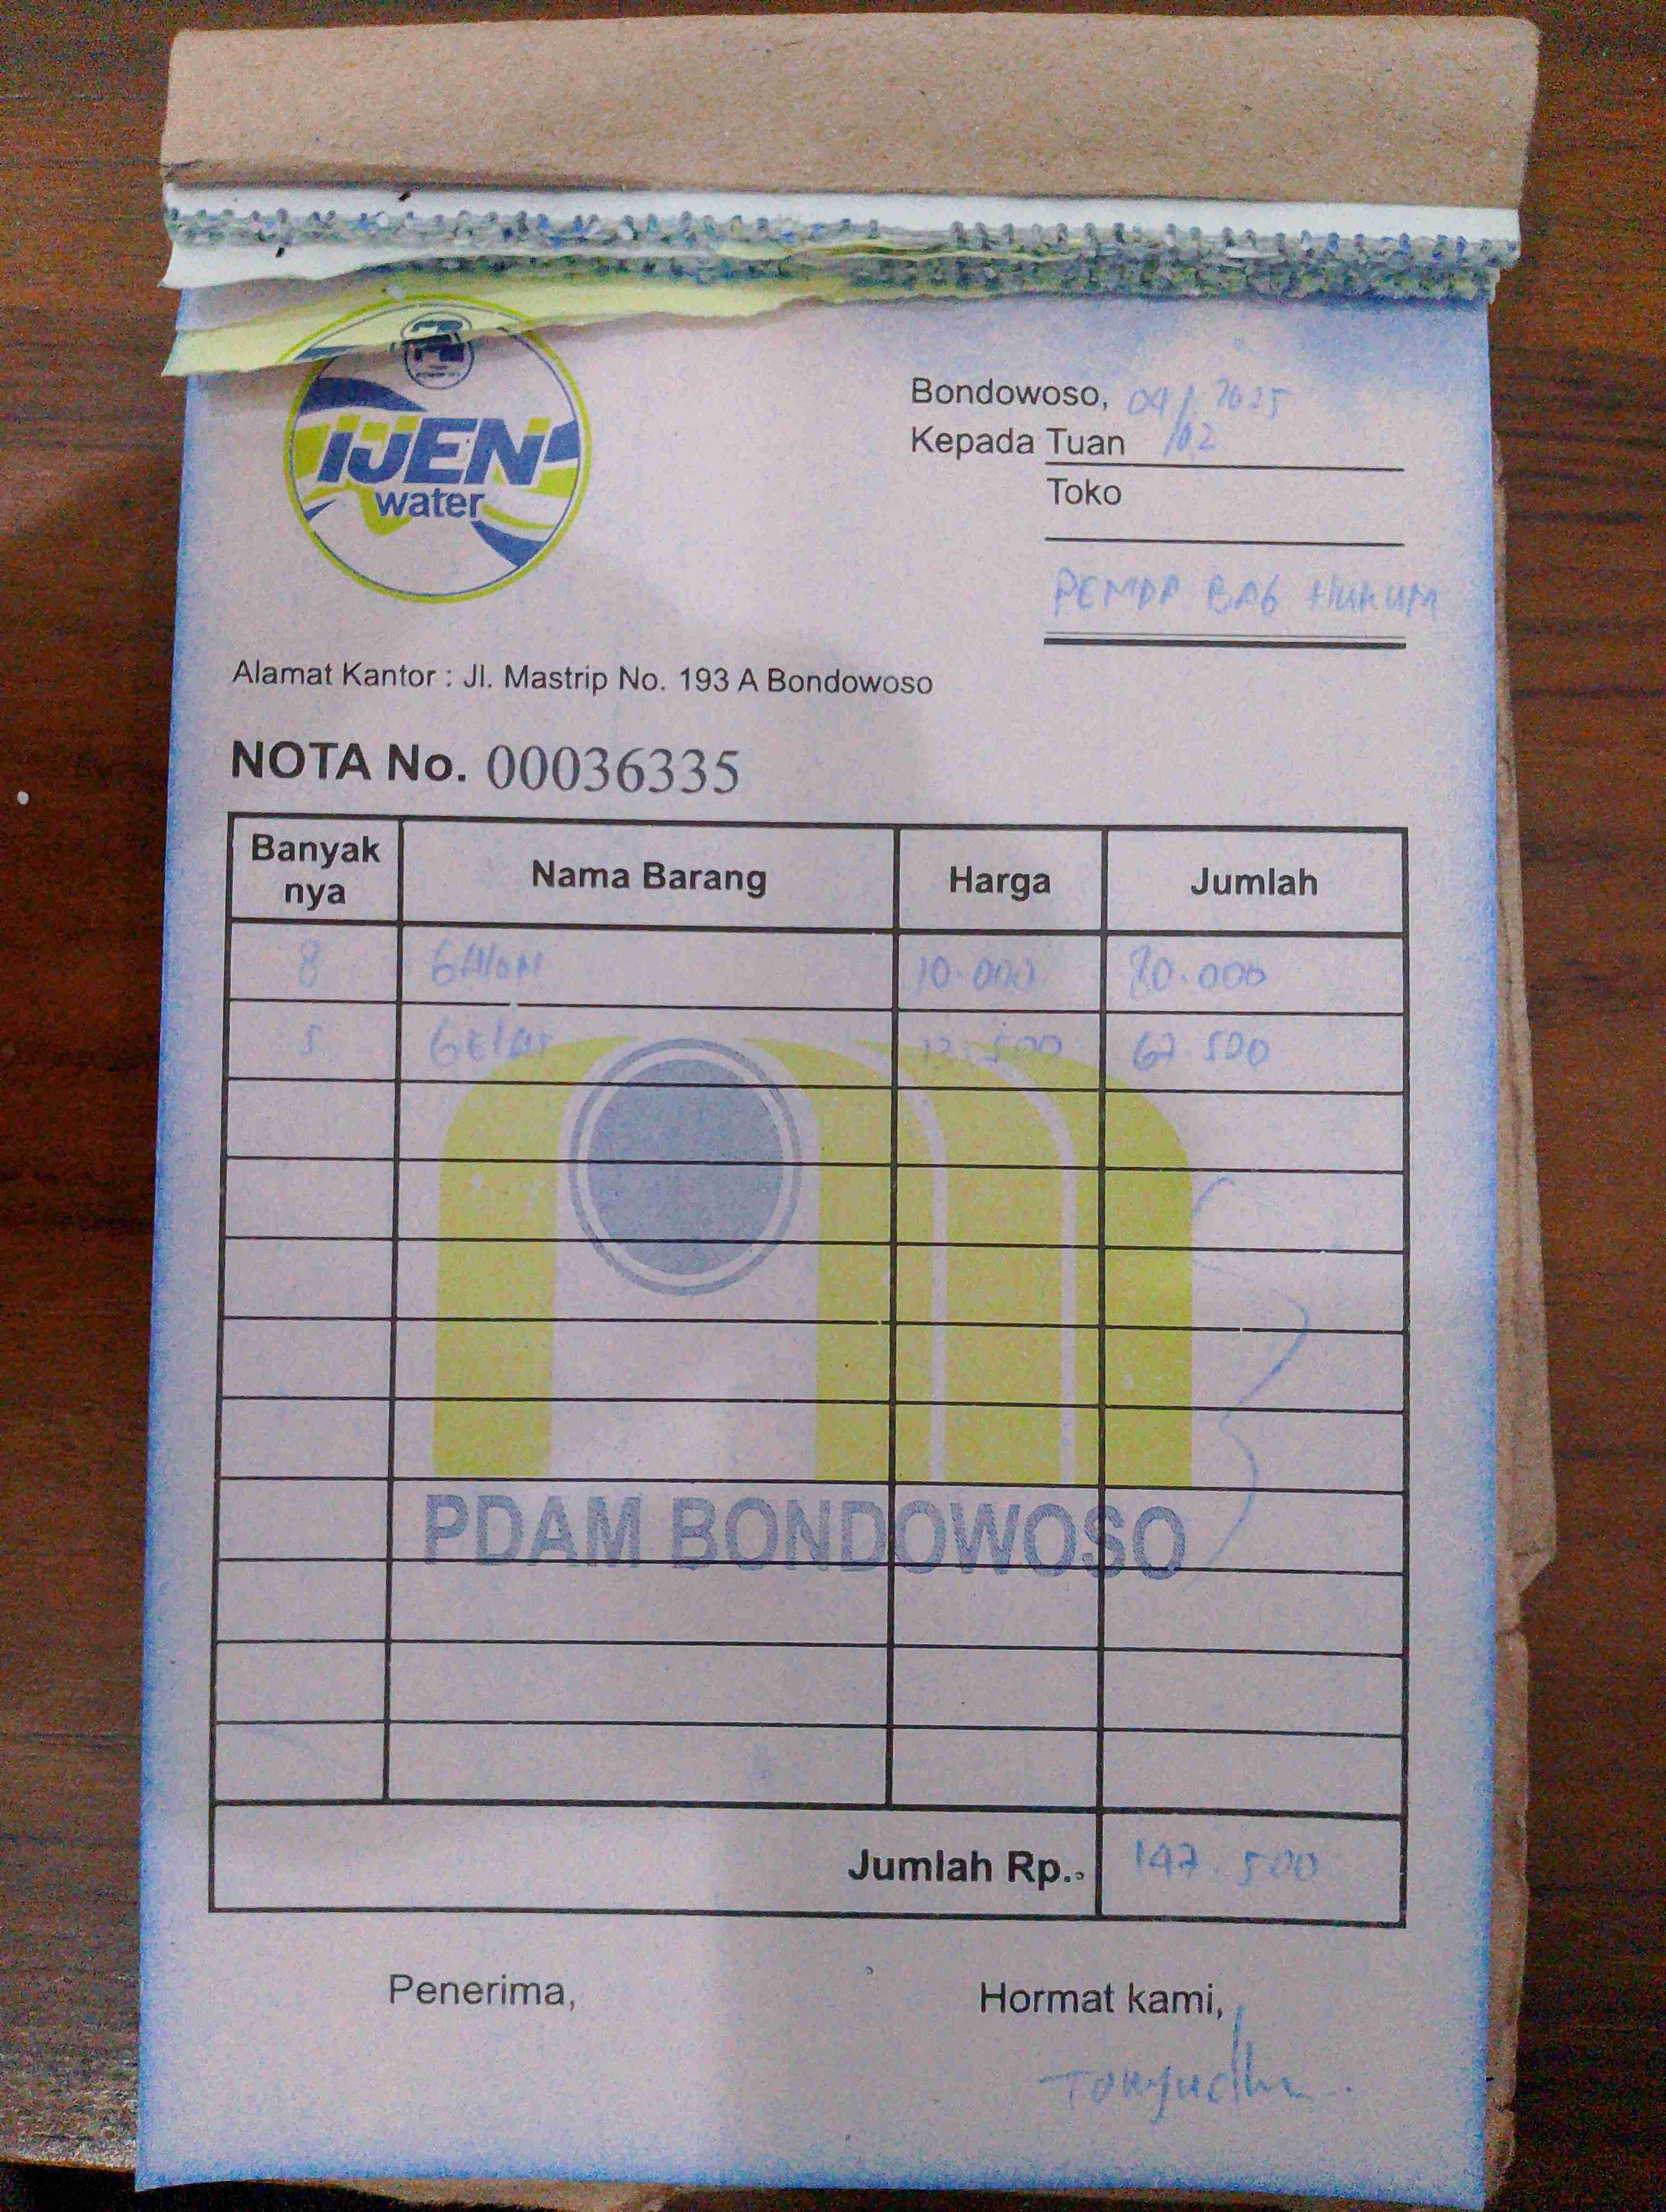 IJEN
water
Bondowoso, 04/02 2025
Kepada Tuan
Toko
PEMDA BAG HUKUM
Alamat Kantor : Jl. Mastrip No. 193 A Bondowoso
NOTA No. 00036335
Banyak nya Nama Barang Harga Jumlah
8 GAlON 10.000 80.000
5 GElAS 13.500 67.500
PDAM BONDOWOSO
Jumlah Rp.. 147.500
Penerima, Hormat kami,